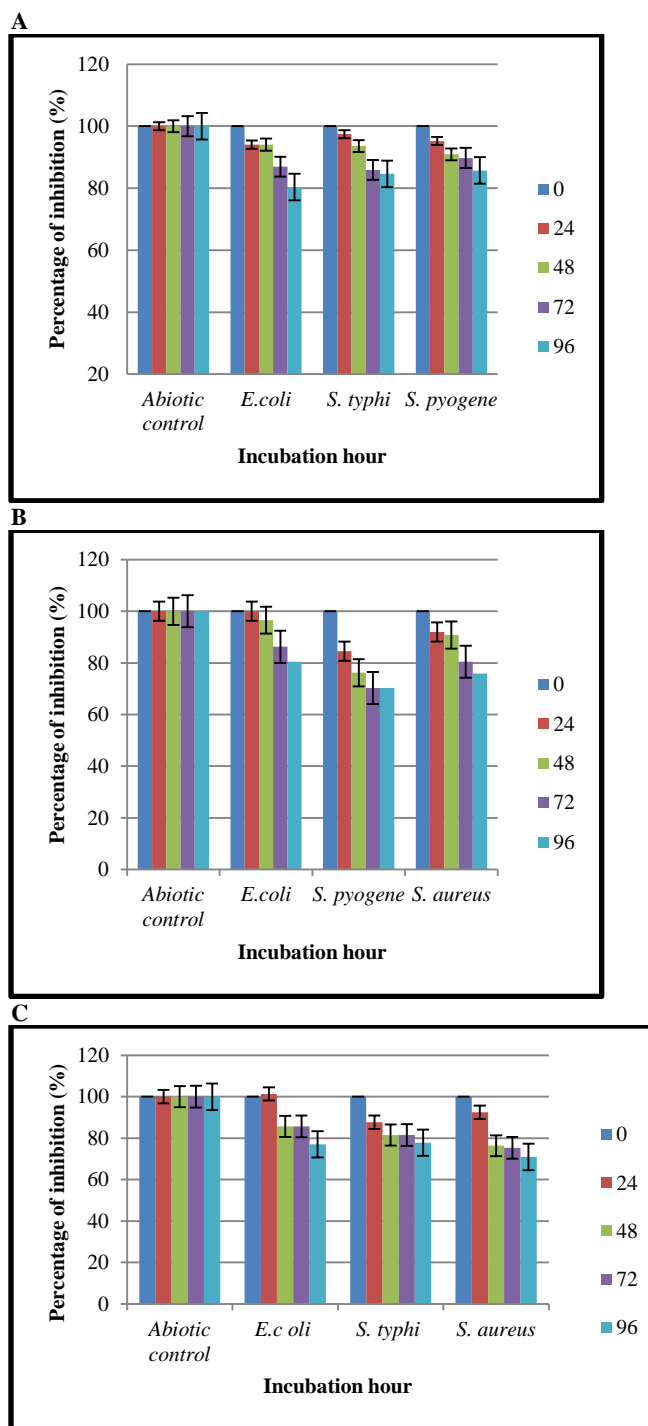 A
Percentage of inhibition (%)
120
100
80
60
40
20
Abiotic control
E.coli
S. typhi
S. pyogene
Incubation hour
0
24
48
72
96
B
Percentage of inhibition (%)
120
100
80
60
40
20
0
Abiotic control
E.coli
S. pyogene
S. aureus
Incubation hour
0
24
48
72
96
C
Percentage of inhibition (%)
120
100
80
60
40
20
0
Abiotic control
E.c oli
S. typhi
S. aureus
Incubation hour
0
24
48
72
96